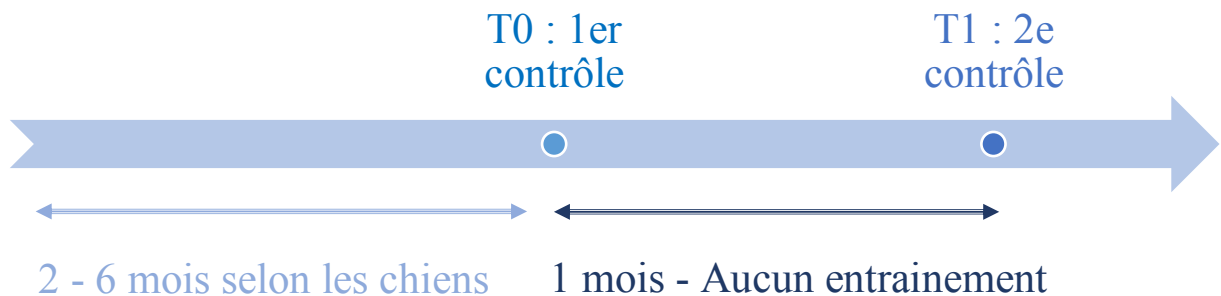 T0 : 1er
contrôle
T1 : 2e
contrôle
2 - 6 mois selon les chiens
1 mois - Aucun entrainement